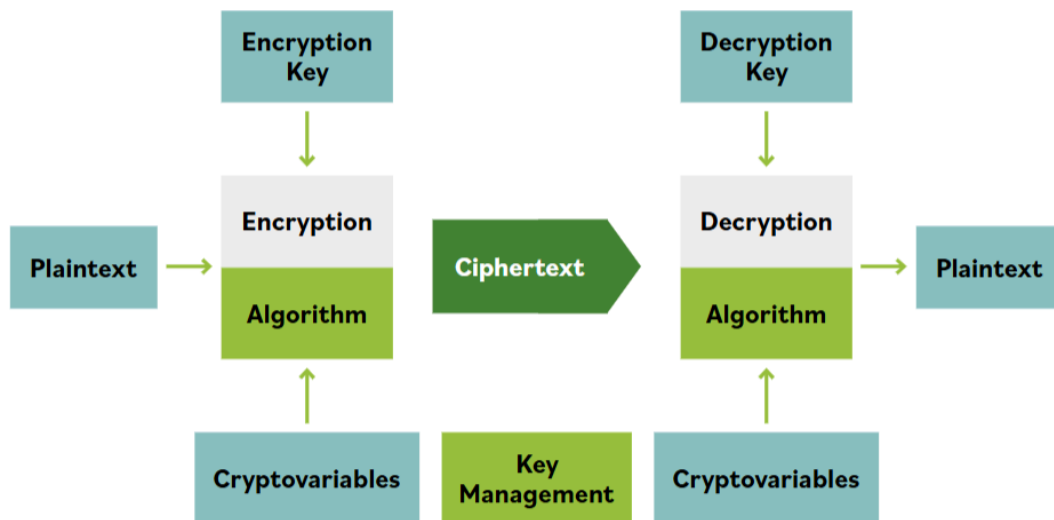 Encryption
Key
Decryption
Key
Plaintext
Encryption
Algorithm
Ciphertext
Decryption
Algorithm
Plaintext
Cryptovariables
Key
Management
Cryptovariables